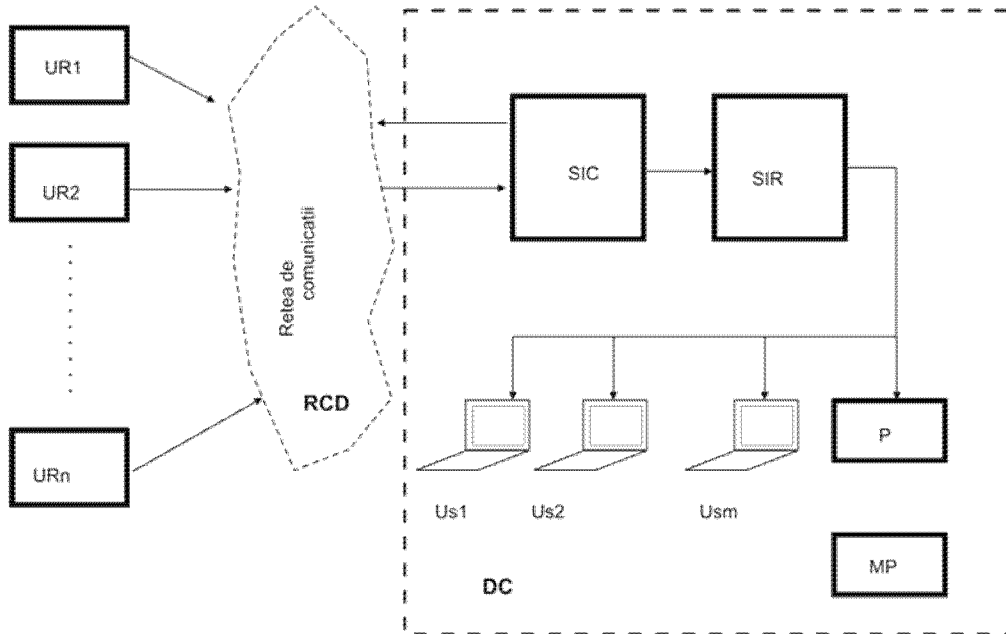 UR1
UR2
URn
Retea de
comunicatii
RCD
SIC
SIR
P
MP
Us1
Us2
Usm
DC